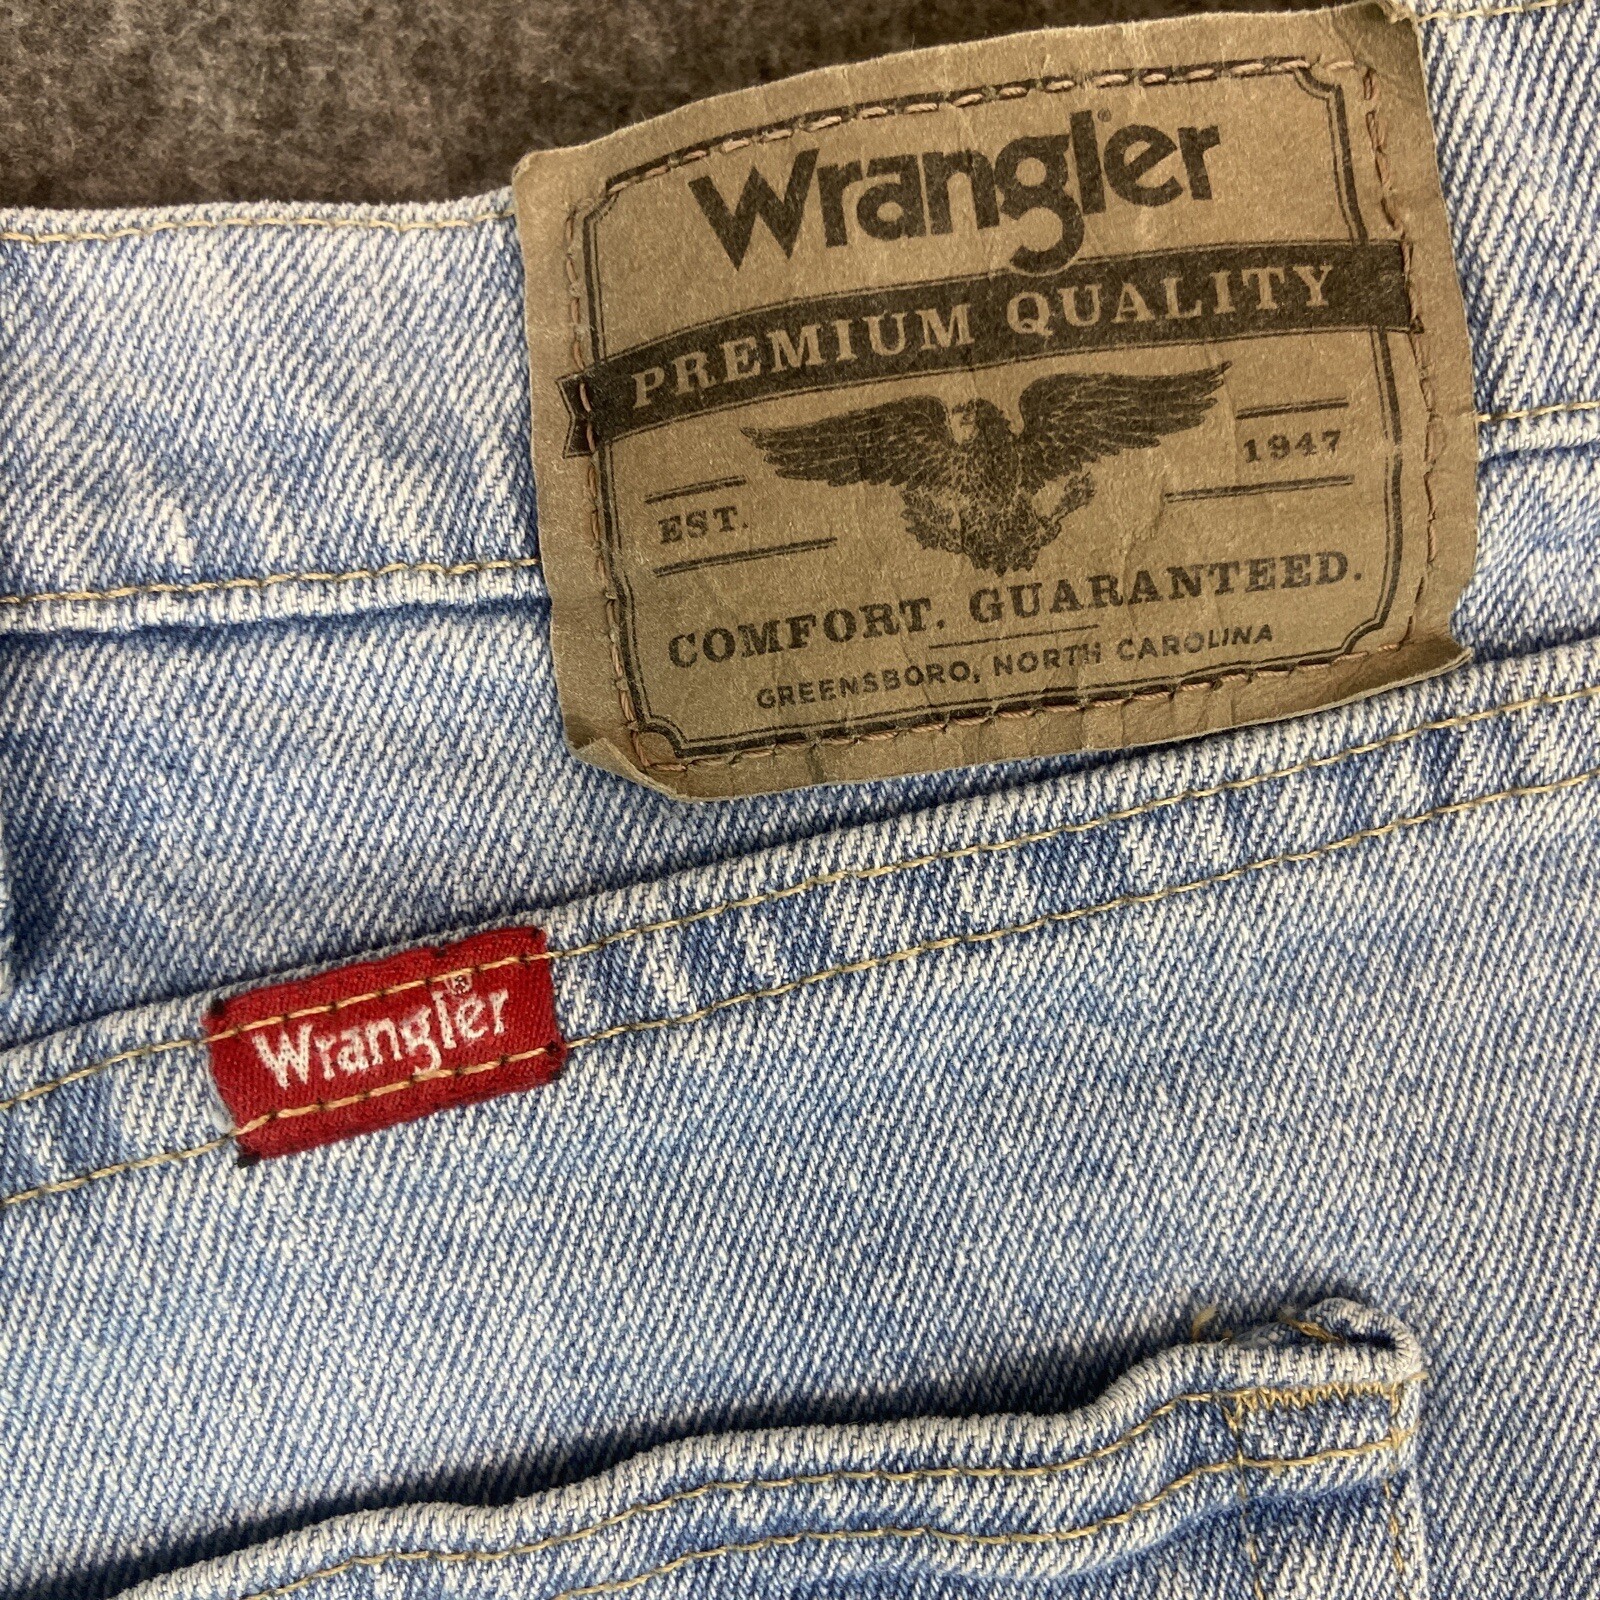 Wrangler®
PREMIUM QUALITY
EST. 1947
COMFORT. GUARANTEED.
GREENSBORO, NORTH CAROLINA
Wrangler®